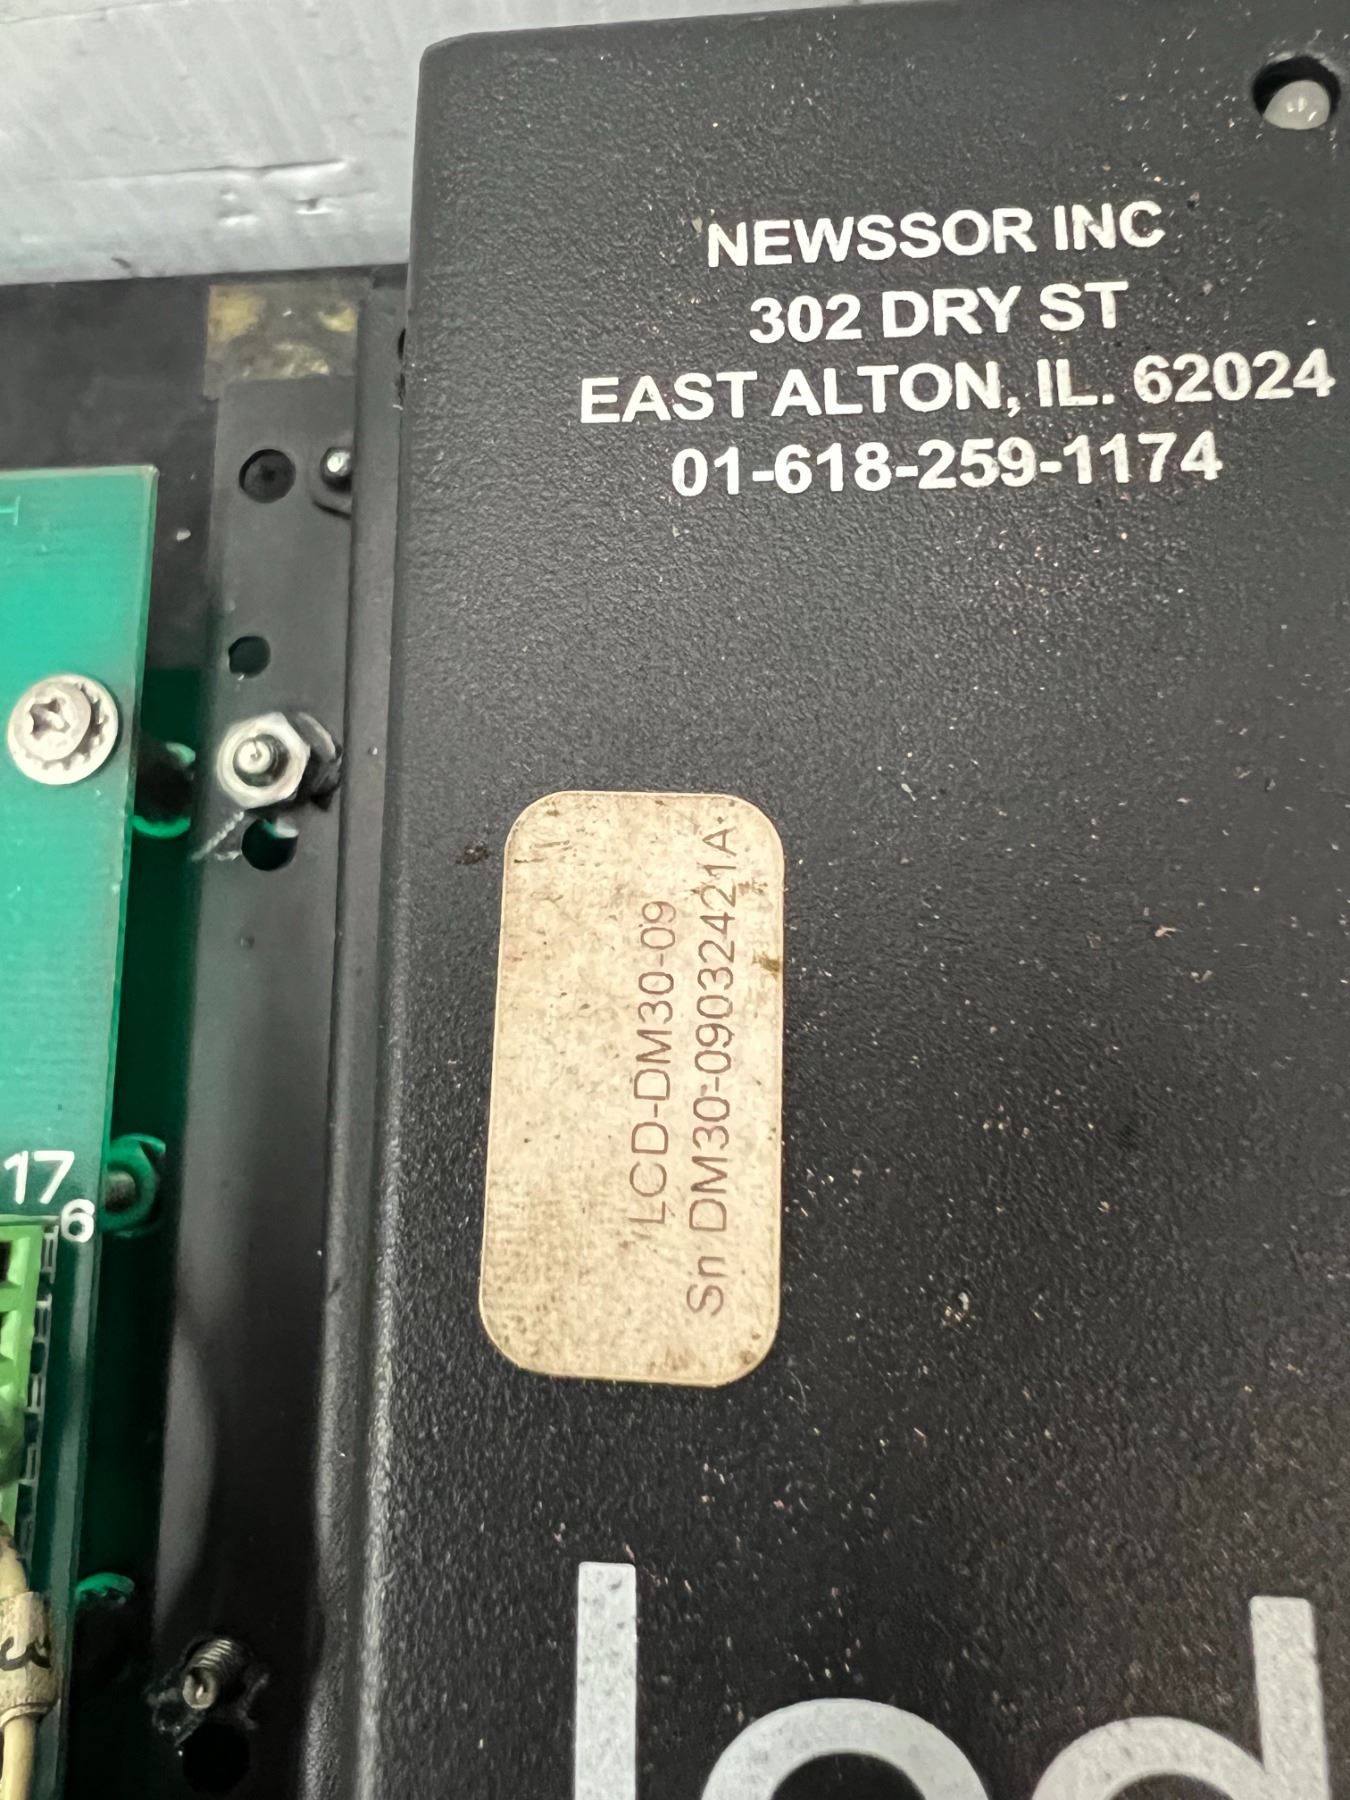 NEWSSOR INC
302 DRY ST
EAST ALTON, IL. 62024
01-618-259-1174
"LCD-DM30-09
Sn DM30-09032421A
17
6